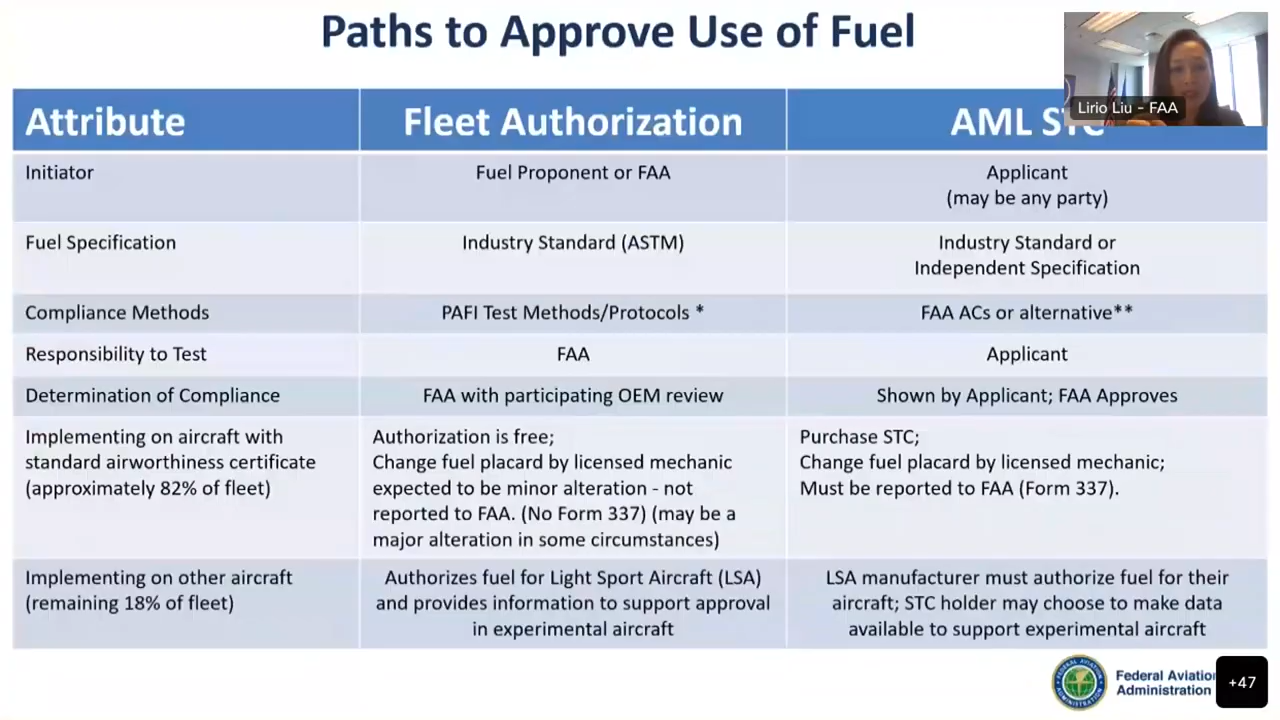 Paths to Approve Use of Fuel
Lirio Liu - FAA
Attribute
Fleet Authorization
AML STC
Initiator
Fuel Proponent or FAA
Applicant
(may be any party)
Fuel Specification
Industry Standard (ASTM)
Industry Standard or
Independent Specification
Compliance Methods
PAFI Test Methods/Protocols *
FAA ACs or alternative**
Responsibility to Test
FAA
Applicant
Determination of Compliance
FAA with participating OEM review
Shown by Applicant; FAA Approves
Implementing on aircraft with
standard airworthiness certificate
(approximately 82% of fleet)
Authorization is free;
Change fuel placard by licensed mechanic
expected to be minor alteration - not
reported to FAA. (No Form 337) (may be a
major alteration in some circumstances)
Purchase STC;
Change fuel placard by licensed mechanic;
Must be reported to FAA (Form 337).
Implementing on other aircraft
(remaining 18% of fleet)
Authorizes fuel for Light Sport Aircraft (LSA)
and provides information to support approval
in experimental aircraft
LSA manufacturer must authorize fuel for their
aircraft; STC holder may choose to make data
available to support experimental aircraft
Federal Aviation
Administration
+47